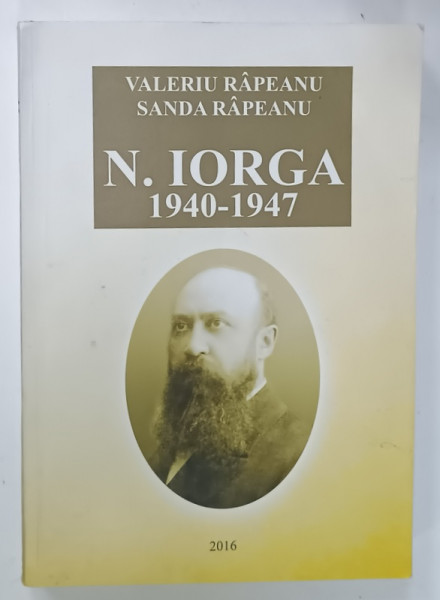 VALERIU RÂPEANU
SANDA RÂPEANU
N. IORGA
1940-1947
2016